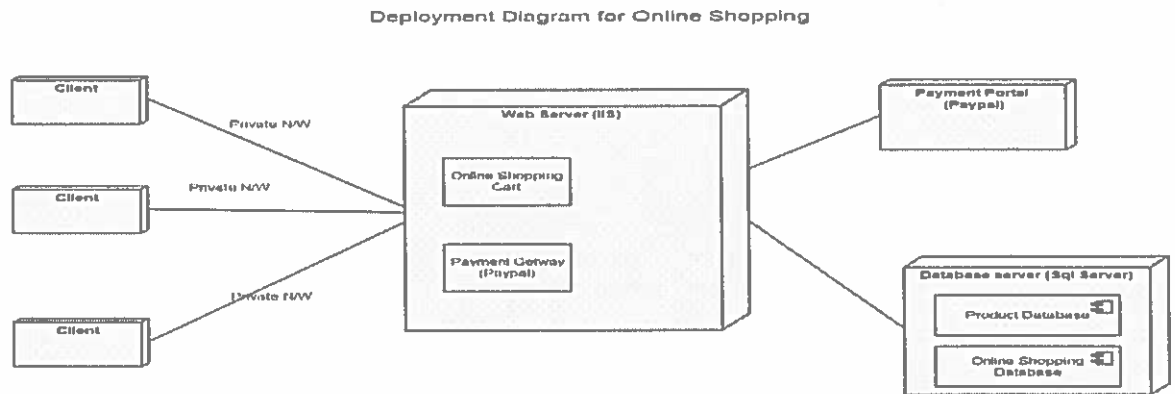 Deployment Diagram for Online Shopping
Client
Private N/W
Client
Private N/W
Client
Private N/W
Web Server (IIS)
Online Shopping
Cart
Payment Getway
(Paypal)
Payment Portal
(Paypal)
Database server (Sql Server)
Product Database
Online Shopping
Database